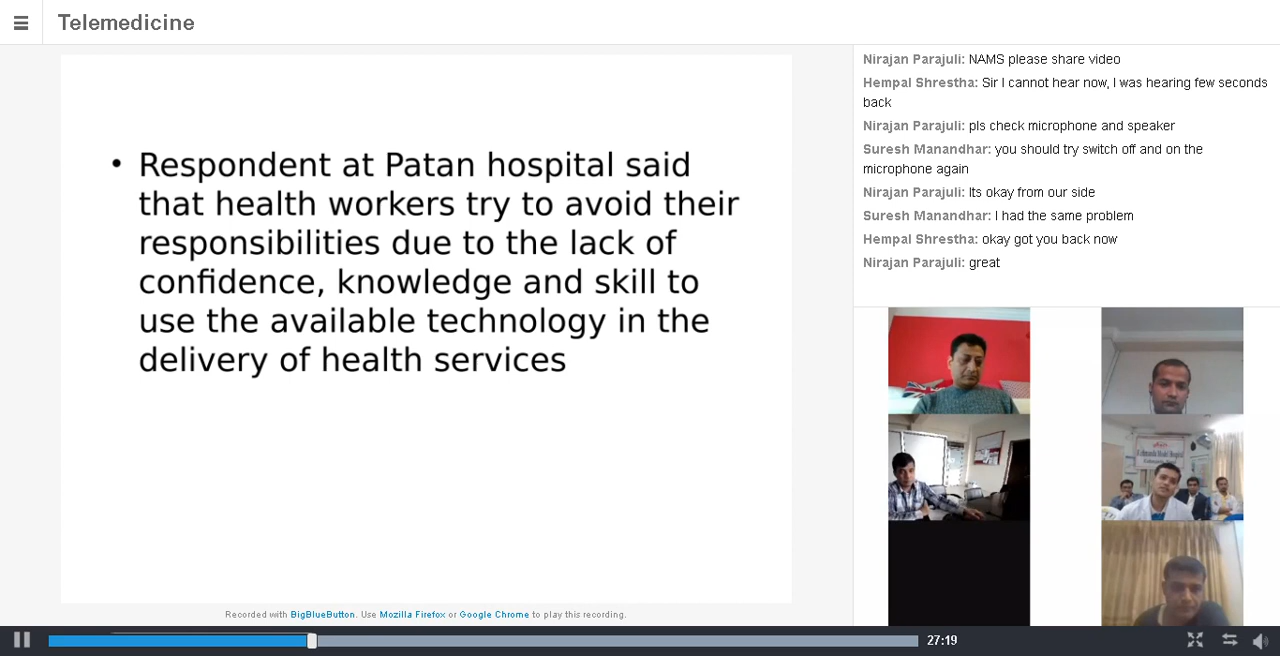 Telemedicine
• Respondent at Patan hospital said
that health workers try to avoid their
responsibilities due to the lack of
confidence, knowledge and skill to
use the available technology in the
delivery of health services
Recorded with BigBlueButton. Use Mozilla Firefox or Google Chrome to play this recording.
Nirajan Parajuli: NAMS please share video
Hempal Shrestha: Sir I cannot hear now, I was hearing few seconds
back
Nirajan Parajuli: pls check microphone and speaker
Suresh Manandhar: you should try switch off and on the
microphone again
Nirajan Parajuli: Its okay from our side
Suresh Manandhar: I had the same problem
Hempal Shrestha: okay got you back now
Nirajan Parajuli: great
Kathmandu Model Hospital
27:19